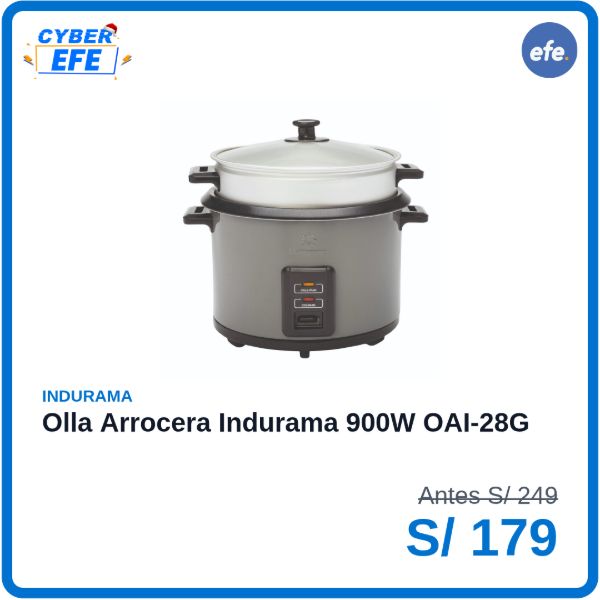 CYBER
EFE
efe.
INDURAMA
Olla Arrocera Indurama 900W OAI-28G
Antes S/ 249
S/ 179